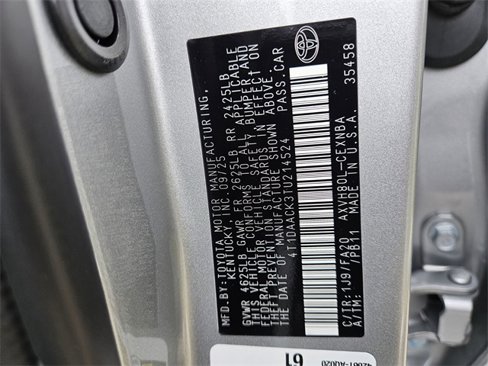 MFD.BY:TOYOTA MOTOR MANUFACTURING,
KENTUCKY, INC. 09/25
GVWR 4625LB GAWR FR 2625LB RR 2425LB
THIS VEHICLE CONFORMS TO ALL APPLICABLE
FEDERAL MOTOR VEHICLE SAFETY, BUMPER, AND
THEFT PREVENTION STANDARDS IN EFFECT ON
THE DATE OF MANUFACTURE SHOWN ABOVE.
4T1DAACK3TU214524 PASS.CAR
C/TR:1J9/FA20 AXVH80L-CEXNBA 35458
A/TM: /PB11 MADE IN U.S.A.
61